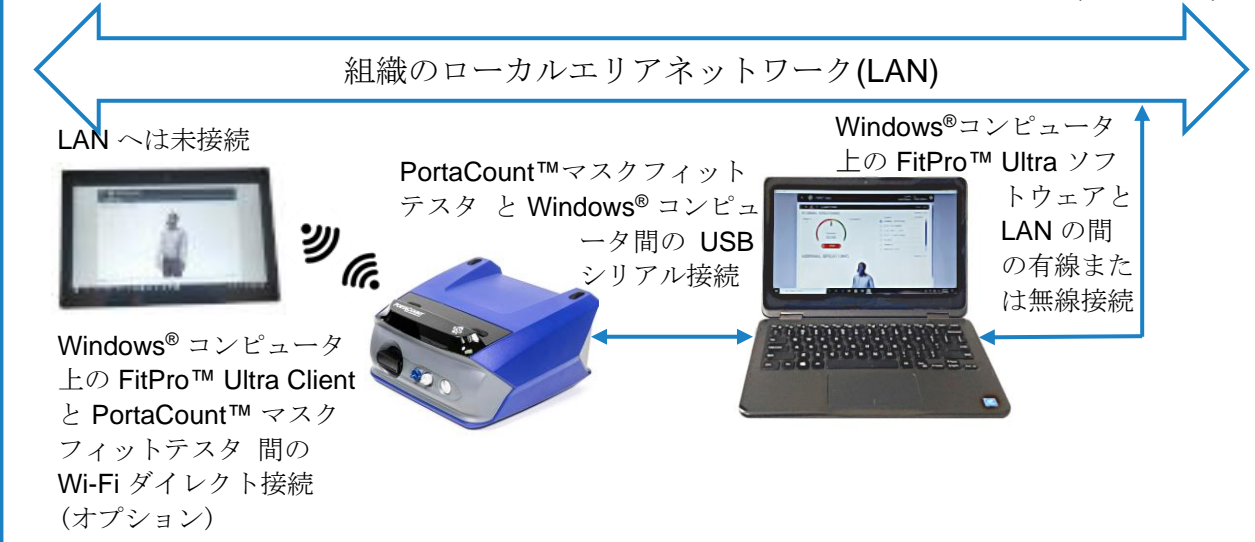 組織のローカルエリアネットワーク(LAN)
LAN へは未接続
PortaCount™マスクフィット
テスタ と Windows® コンピュ
ータ間の USB
シリアル接続
Windows®コンピュータ
上の FitPro™ Ultra ソフ
トウェアと
LAN の間
の有線また
は無線接続
Windows® コンピュータ
上の FitPro™ Ultra Client
と PortaCount™ マスク
フィットテスタ 間の
Wi-Fi ダイレクト接続
(オプション)
PORTACOUNT